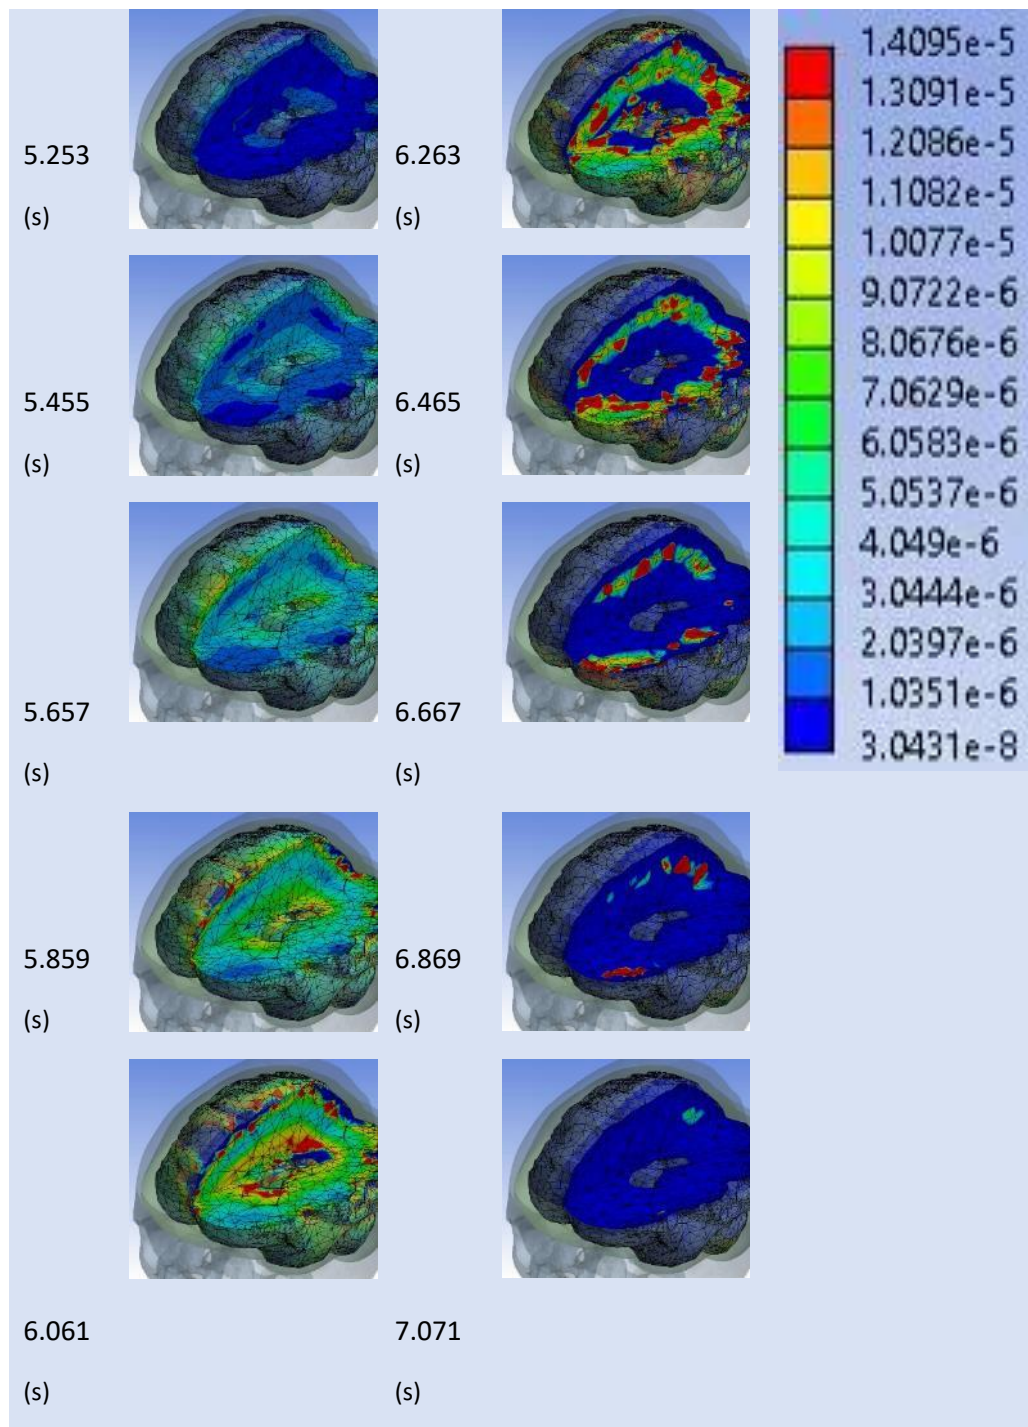 5.253
(s)
6.263
(s)
5.455
(s)
6.465
(s)
5.657
(s)
6.667
(s)
5.859
(s)
6.869
(s)
6.061
(s)
7.071
(s)
1.4095e-5
1.3091e-5
1.2086e-5
1.1082e-5
1.0077e-5
9.0722e-6
8.0676e-6
7.0629e-6
6.0583e-6
5.0537e-6
4.049e-6
3.0444e-6
2.0397e-6
1.0351e-6
3.0431e-8